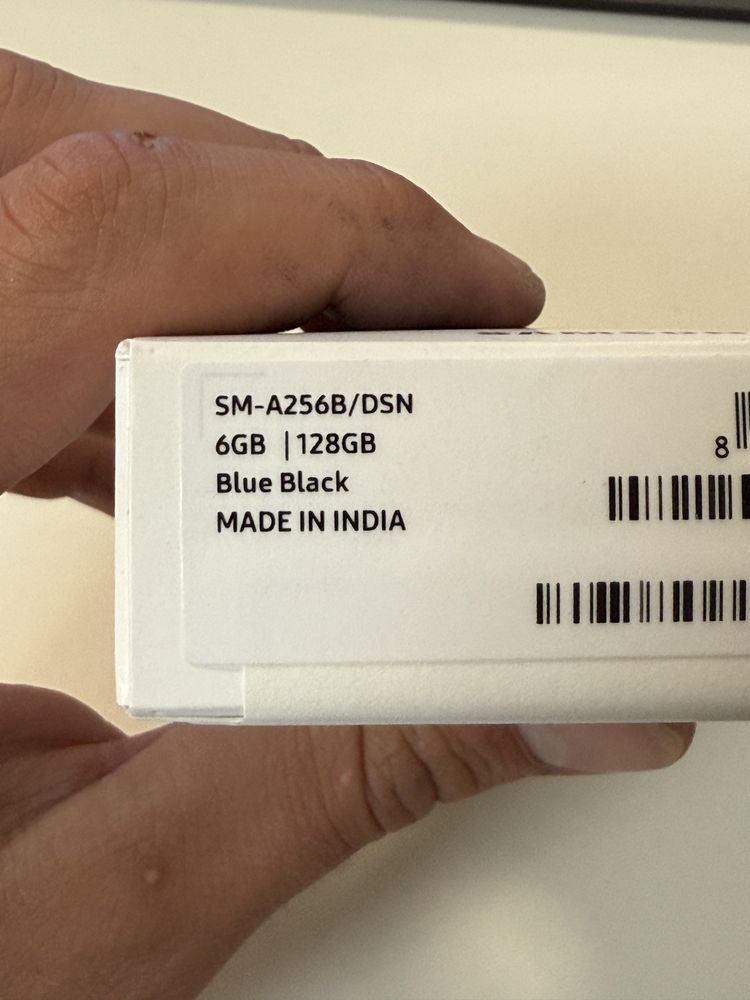 SM-A256B/DSN
6GB | 128GB
Blue Black
MADE IN INDIA
8